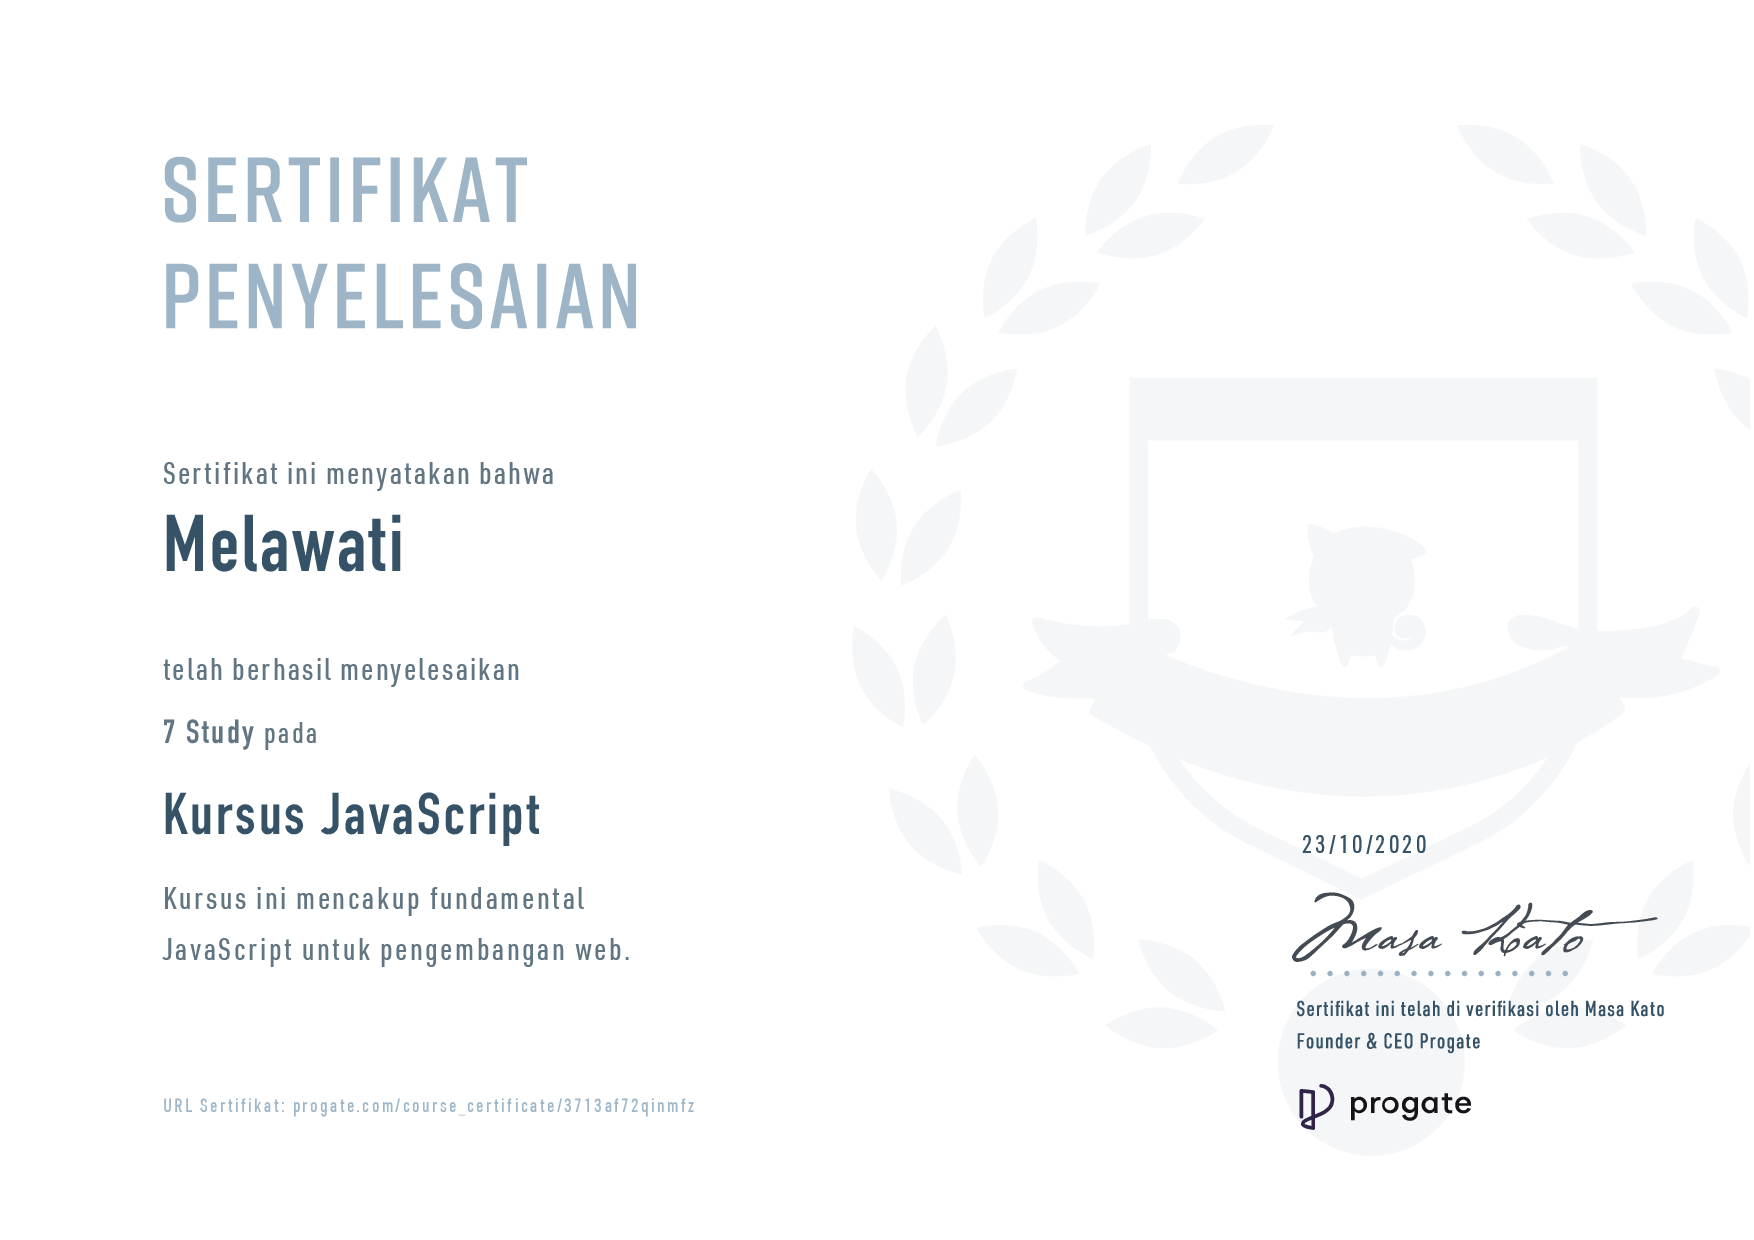 SERTIFIKAT
PENYELESAIAN
Sertifikat ini menyatakan bahwa
Melawati
telah berhasil menyelesaikan
7 Study pada
Kursus JavaScript
Kursus ini mencakup fundamental
JavaScript untuk pengembangan web.
URL Sertifikat: progate.com/course_certificate/3713af72qinmfz
23/10/2020
Masa Kato
Sertifikat ini telah di verifikasi oleh Masa Kato
Founder & CEO Progate
progate